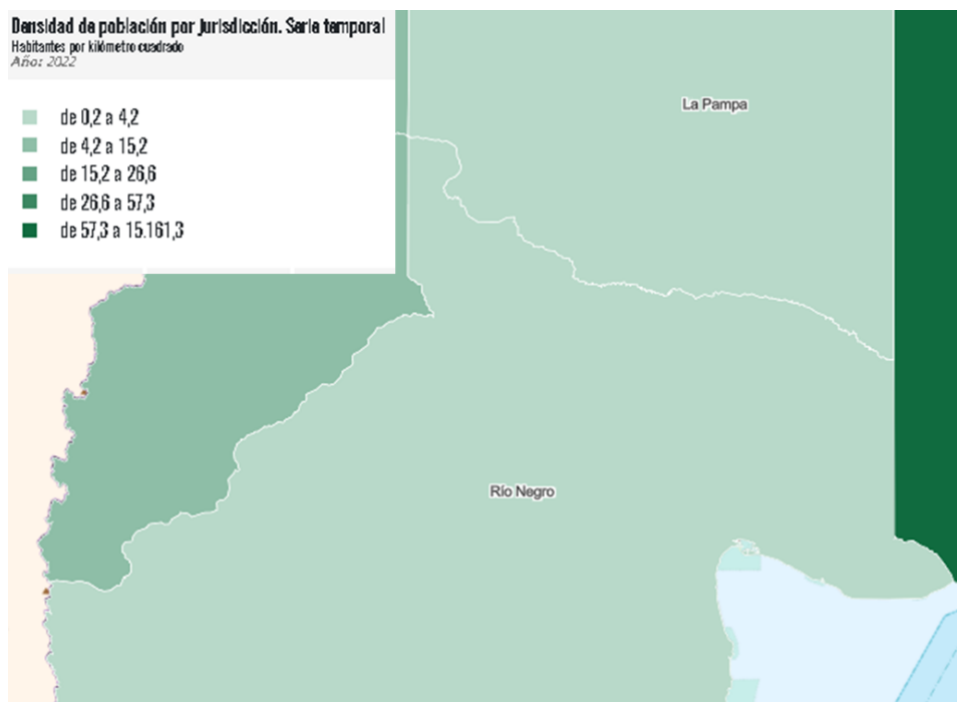 Densidad de población por jurisdicción. Serie temporal
Habitantes por kilómetro cuadrado
Año: 2022
de 0,2 a 4,2
de 4,2 a 15,2
de 15,2 a 26,6
de 26,6 a 57,3
de 57,3 a 15.161,3
La Pampa
Río Negro